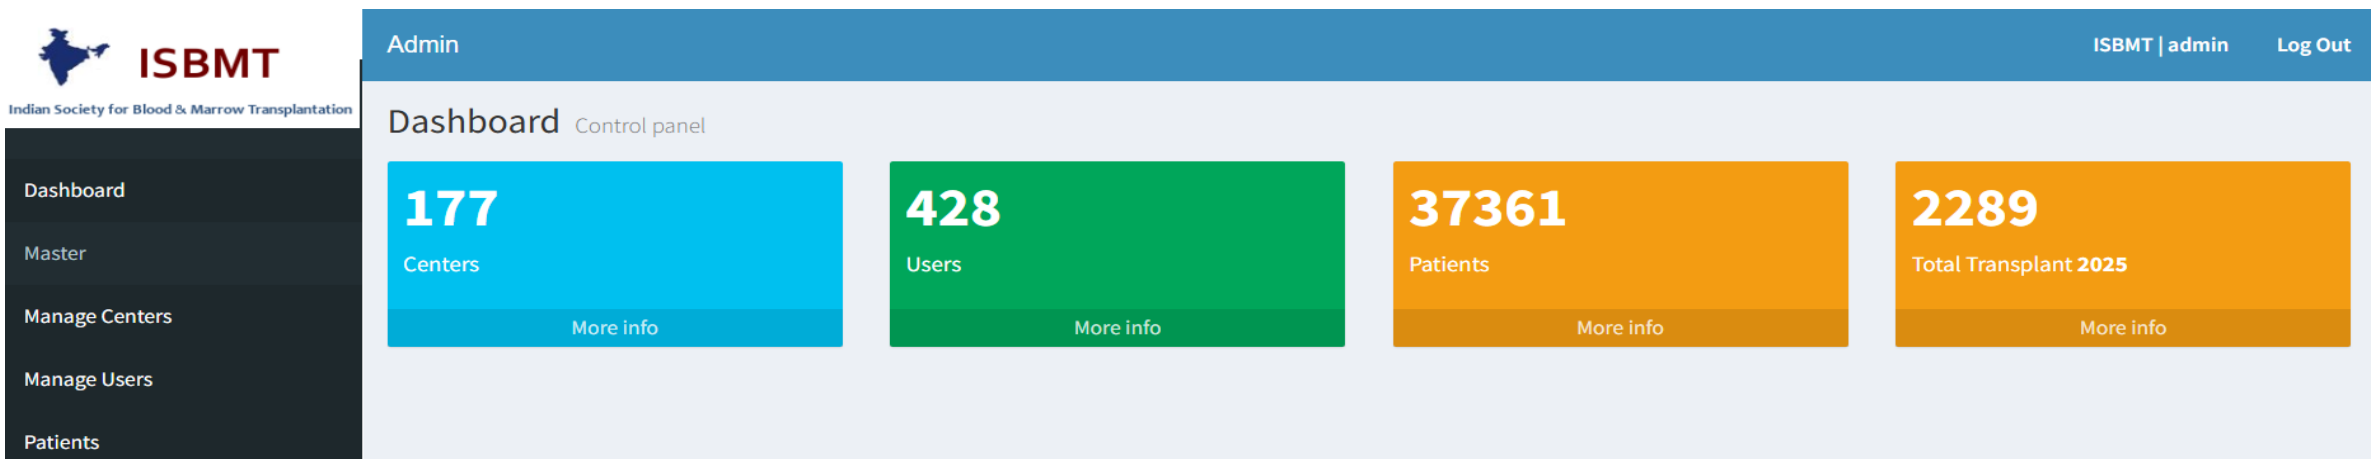 ISBMT
Indian Society for Blood & Marrow Transplantation
Admin
ISBMT | admin
Log Out
Dashboard
Master
Manage Centers
Manage Users
Patients
Dashboard Control panel
177
Centers
More info
428
Users
More info
37361
Patients
More info
2289
Total Transplant 2025
More info